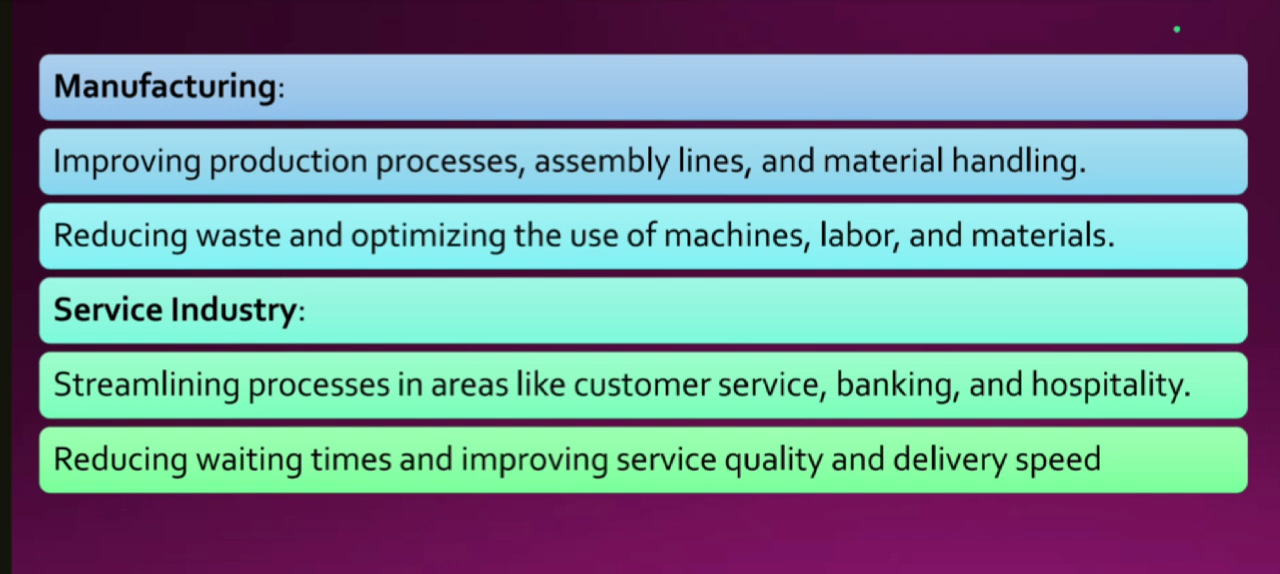 Manufacturing:
Improving production processes, assembly lines, and material handling.
Reducing waste and optimizing the use of machines, labor, and materials.
Service Industry:
Streamlining processes in areas like customer service, banking, and hospitality.
Reducing waiting times and improving service quality and delivery speed